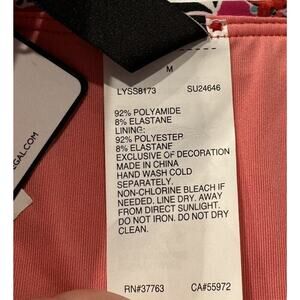 M
LYSS8173 SU24646
92% POLYAMIDE
8% ELASTANE
LINING:
92% POLYESTER
8% ELASTANE
EXCLUSIVE OF DECORATION
MADE IN CHINA
HAND WASH COLD
SEPARATELY.
NON-CHLORINE BLEACH IF
NEEDED. LINE DRY. AWAY
FROM DIRECT SUNLIGHT.
DO NOT IRON. DO NOT DRY
CLEAN.
RN#37763 CA#55972
EGAL.COM